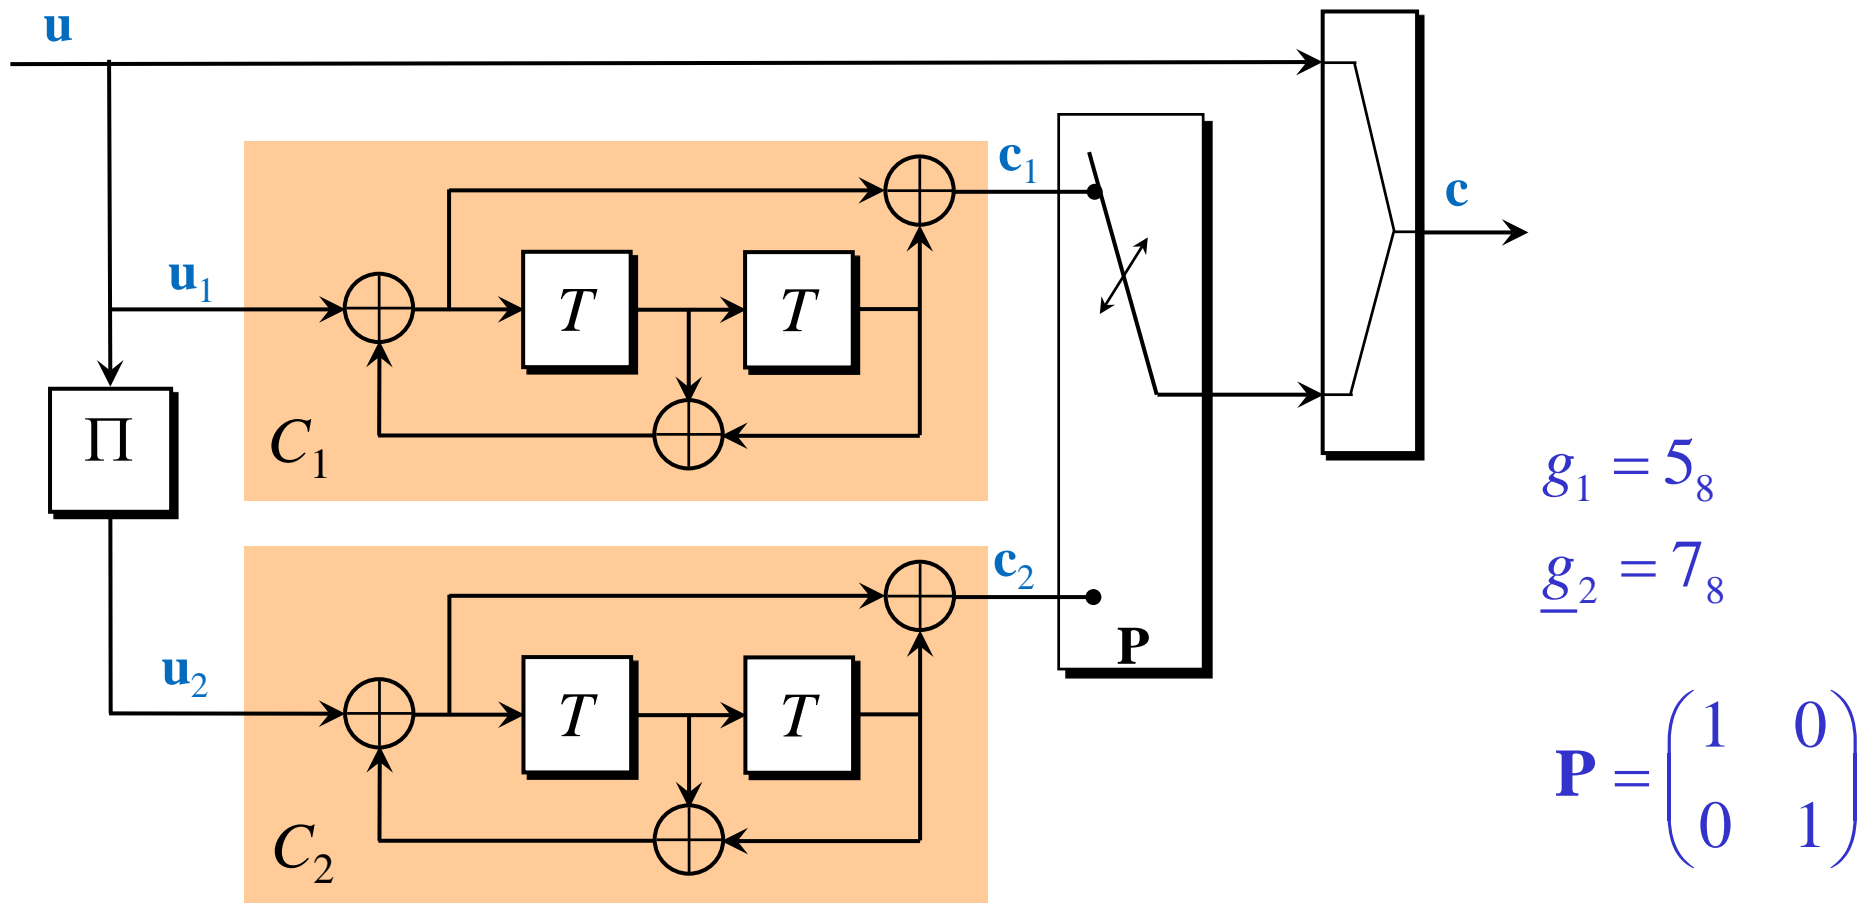 u
c₁
c
u₁
T T
Π
C₁
g₁ = 5₈
c₂
g₂ = 7₈
P
u₂
T T
P = (1 0
0 1)
C₂